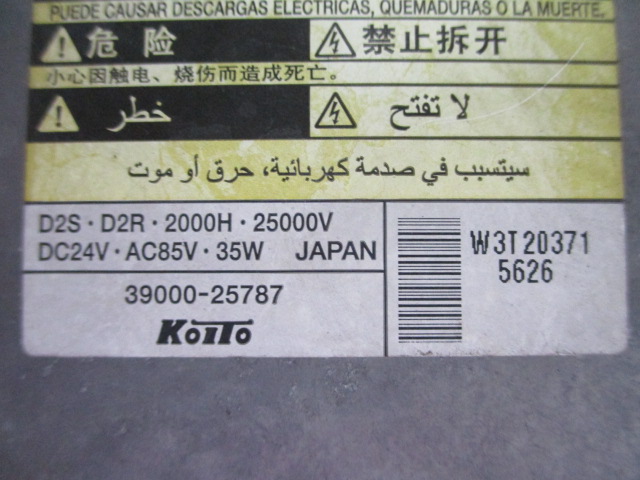 PUEDE CAUSAR DESCARGAS ELECTRICAS, QUEMADURAS O LA MUERTE.
危险 禁止拆开
小心因触电、烧伤而造成死亡。
خطر لا تفتح
سيتسبب في صدمة كهربائية، حرق أو موت
D2S · D2R · 2000H · 25000V
DC24V · AC85V · 35W JAPAN
39000-25787
KOITO
W3T20371
5626